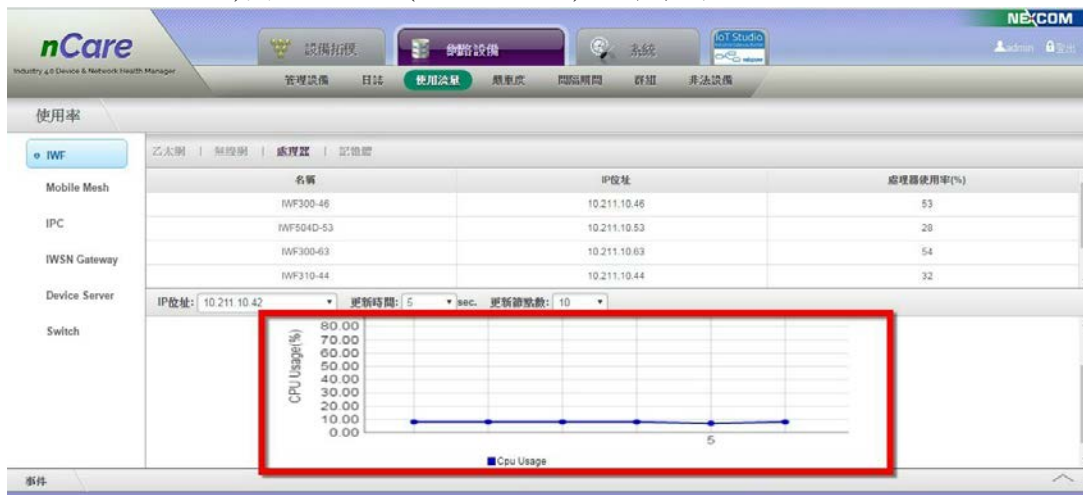 NEXCOM
nCare
Industry 4.0 Device & Network Health Manager
設備拓樸
網路設備
系統
IoT Studio
admin
登出
管理設備 日誌 使用流量 頻寬度 間隔期間 群組 非法設備
使用率
IWF
Mobile Mesh
IPC
IWSN Gateway
Device Server
Switch
乙太網 | 無線網 | 處理器 | 記憶體
名稱 IP位址 處理器使用率(%)
IWF300-46 10.211.10.46 53
IWF504D-53 10.211.10.53 28
IWF300-63 10.211.10.63 54
IWF310-44 10.211.10.44 32
IP位址: 10.211.10.42 更新時間: 5 sec. 更新節點數: 10
CPU Usage(%)
80.00
70.00
60.00
50.00
40.00
30.00
20.00
10.00
0.00
5
Cpu Usage
事件